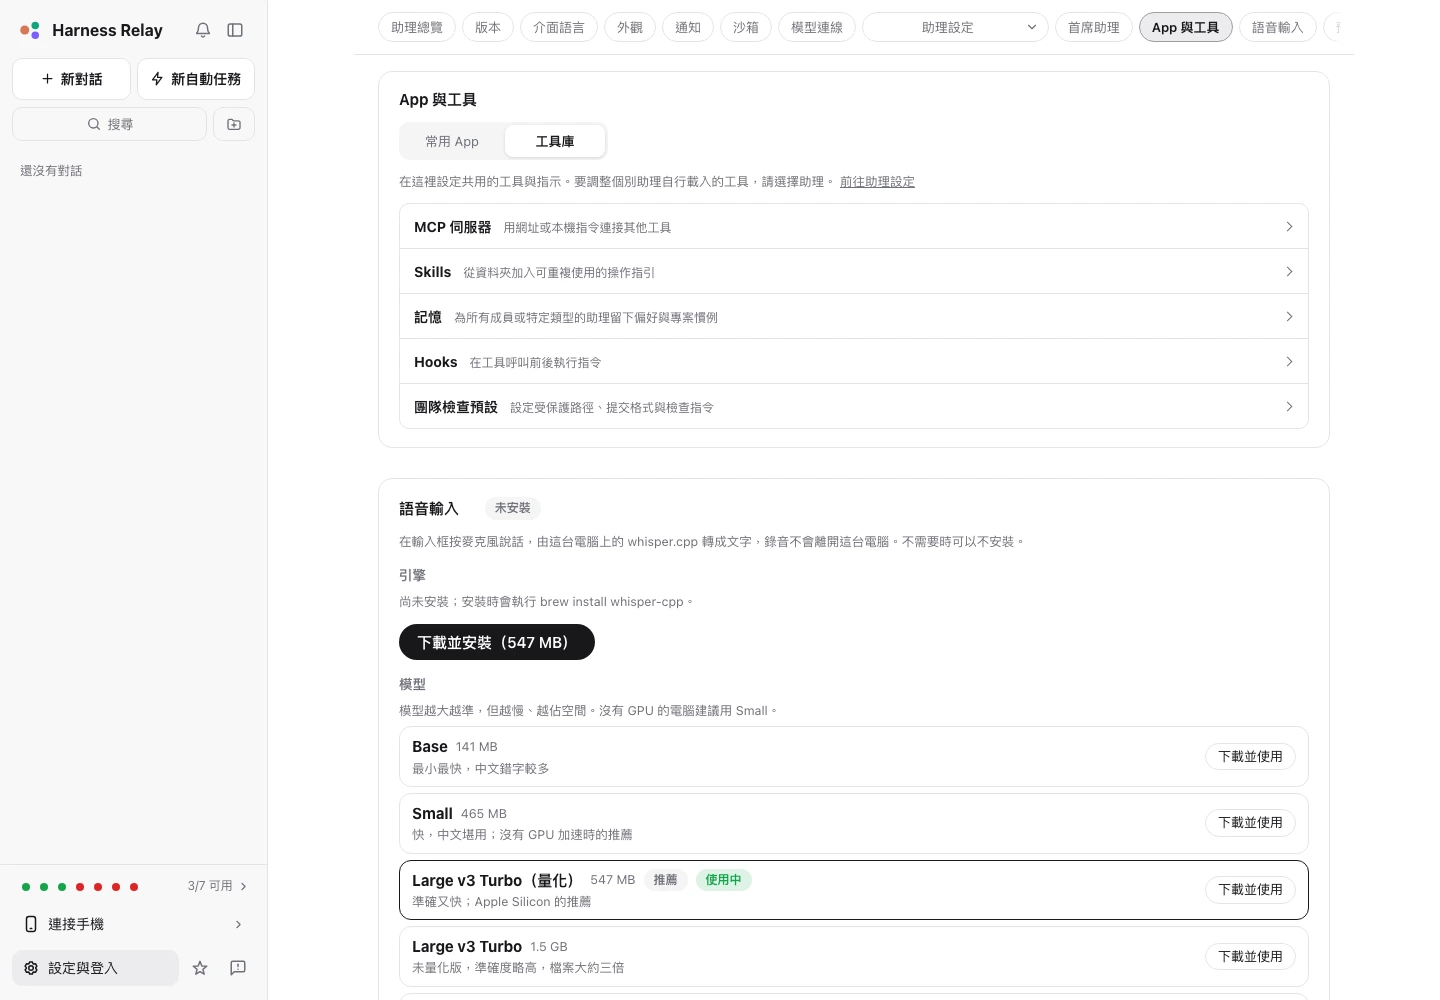 Harness Relay
新對話
新自動任務
搜尋
還沒有對話
3/7 可用
連接手機
設定與登入
助理總覽
版本
介面語言
外觀
通知
沙箱
模型連線
助理設定
首席助理
App 與工具
語音輸入
App 與工具
常用 App
工具庫
在這裡設定共用的工具與指示。要調整個別助理自行載入的工具，請選擇助理。 前往助理設定
MCP 伺服器 用網址或本機指令連接其他工具
Skills 從資料夾加入可重複使用的操作指引
記憶 為所有成員或特定類型的助理留下偏好與專案慣例
Hooks 在工具呼叫前後執行指令
團隊檢查預設 設定受保護路徑、提交格式與檢查指令
語音輸入 未安裝
在輸入框按麥克風說話，由這台電腦上的 whisper.cpp 轉成文字，錄音不會離開這台電腦。不需要時可以不安裝。
引擎
尚未安裝；安裝時會執行 brew install whisper-cpp。
下載並安裝（547 MB）
模型
模型越大越準，但越慢、越佔空間。沒有 GPU 的電腦建議用 Small。
Base 141 MB
最小最快，中文錯字較多
下載並使用
Small 465 MB
快，中文堪用；沒有 GPU 加速時的推薦
下載並使用
Large v3 Turbo（量化） 547 MB 推薦 使用中
準確又快；Apple Silicon 的推薦
下載並使用
Large v3 Turbo 1.5 GB
未量化版，準確度略高，檔案大約三倍
下載並使用